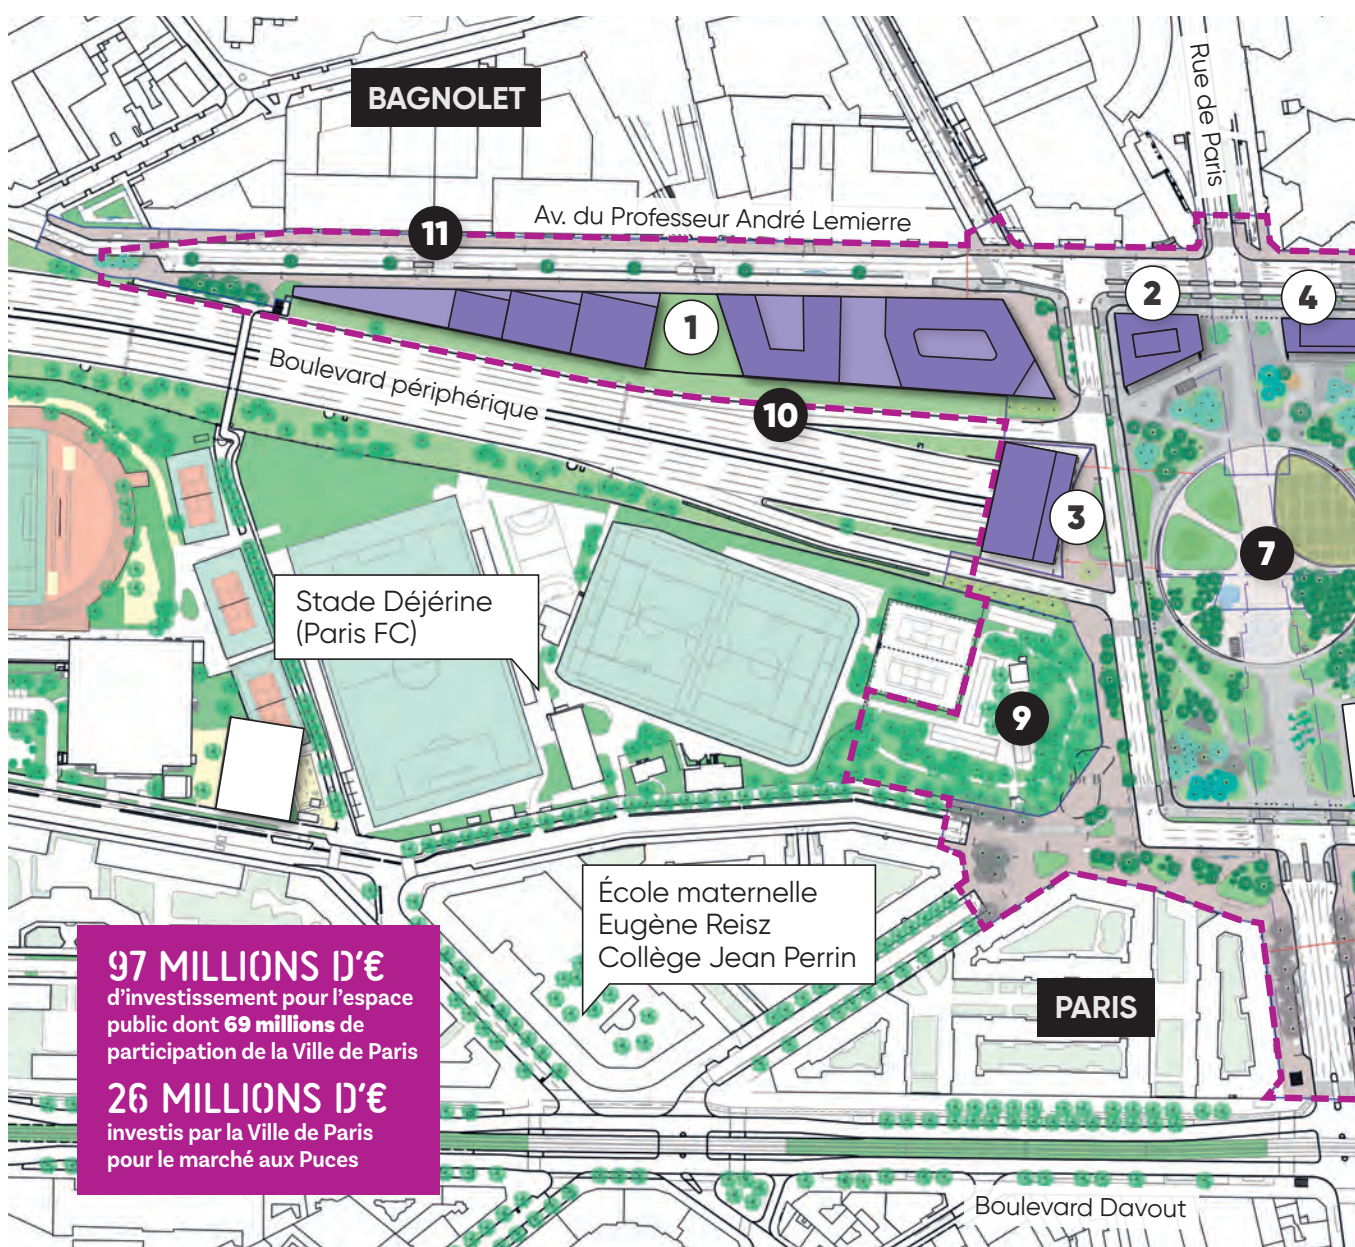 Rue de Paris
BAGNOLET
Av. du Professeur André Lemierre
11
2
4
1
Boulevard périphérique
10
3
7
Stade Déjérine
(Paris FC)
9
École maternelle
Eugène Reisz
Collège Jean Perrin
PARIS
97 MILLIONS D'€
d'investissement pour l'espace
public dont 69 millions de
participation de la Ville de Paris
26 MILLIONS D'€
investis par la Ville de Paris
pour le marché aux Puces
Boulevard Davout